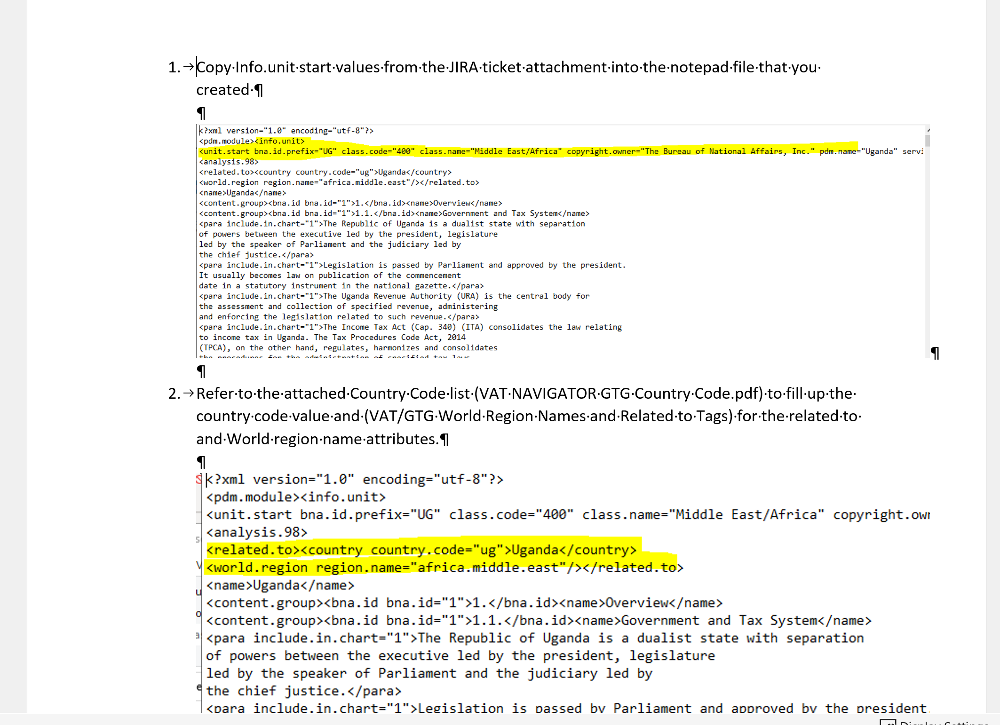 1. → Copy·Info.unit·start·values·from·the·JIRA·ticket·attachment·into·the·notepad·file·that·you·
created·¶
¶
<?xml version="1.0" encoding="utf-8"?>
<pdm.module><info.unit>
<unit.start bna.id.prefix="UG" class.code="400" class.name="Middle East/Africa" copyright.owner="The Bureau of National Affairs, Inc." pdm.name="Uganda" servi
<analysis.98>
<related.to><country country.code="ug">Uganda</country>
<world.region region.name="africa.middle.east"/></related.to>
<name>Uganda</name>
<content.group><bna.id bna.id="1">1.</bna.id><name>Overview</name>
<content.group><bna.id bna.id="1">1.1.</bna.id><name>Government and Tax System</name>
<para include.in.chart="1">The Republic of Uganda is a dualist state with separation
of powers between the executive led by the president, legislature
led by the speaker of Parliament and the judiciary led by
the chief justice.</para>
<para include.in.chart="1">Legislation is passed by Parliament and approved by the president.
It usually becomes law on publication of the commencement
date in a statutory instrument in the national gazette.</para>
<para include.in.chart="1">The Uganda Revenue Authority (URA) is the central body for
the assessment and collection of specified revenue, administering
and enforcing the legislation related to such revenue.</para>
<para include.in.chart="1">The Income Tax Act (Cap. 340) (ITA) consolidates the law relating
to income tax in Uganda. The Tax Procedures Code Act, 2014
(TPCA), on the other hand, regulates, harmonizes and consolidates
the procedures for the administration of specified tax laws
¶
¶
2. → Refer·to·the·attached·Country·Code·list·(VAT·NAVIGATOR·GTG·Country·Code.pdf)·to·fill·up·the·
country·code·value·and·(VAT/GTG·World·Region·Names·and·Related·to·Tags)·for·the·related·to·
and·World·region·name·attributes.¶
¶
<?xml version="1.0" encoding="utf-8"?>
<pdm.module><info.unit>
<unit.start bna.id.prefix="UG" class.code="400" class.name="Middle East/Africa" copyright.own
<analysis.98>
<related.to><country country.code="ug">Uganda</country>
<world.region region.name="africa.middle.east"/></related.to>
<name>Uganda</name>
<content.group><bna.id bna.id="1">1.</bna.id><name>Overview</name>
<content.group><bna.id bna.id="1">1.1.</bna.id><name>Government and Tax System</name>
<para include.in.chart="1">The Republic of Uganda is a dualist state with separation
of powers between the executive led by the president, legislature
led by the speaker of Parliament and the judiciary led by
the chief justice.</para>
<para include.in.chart="1">Legislation is passed by Parliament and approved by the president.
Display Settings